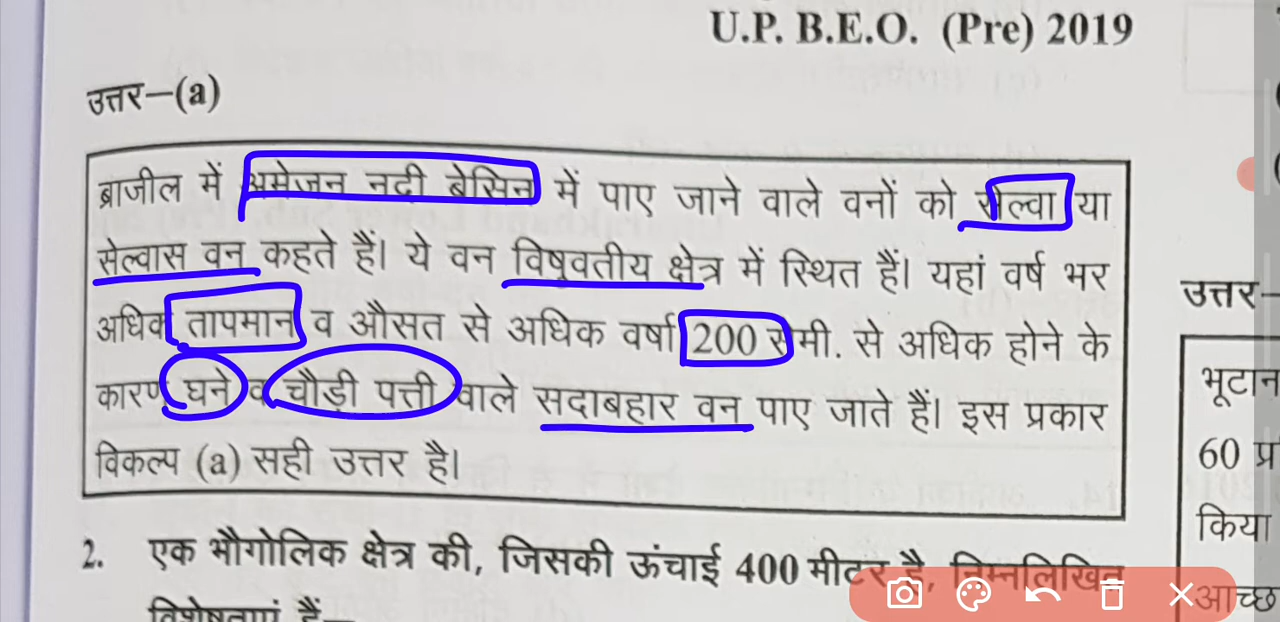 U.P. B.E.O. (Pre) 2019
उत्तर–(a)
ब्राजील में अमेजन नदी बेसिन में पाए जाने वाले वनों को सेल्वा या
सेल्वास वन कहते हैं। ये वन विषुवतीय क्षेत्र में स्थित हैं। यहां वर्ष भर
अधिक तापमान व औसत से अधिक वर्षा 200 सेमी. से अधिक होने के
कारण घने व चौड़ी पत्ती वाले सदाबहार वन पाए जाते हैं। इस प्रकार
विकल्प (a) सही उत्तर है।
2. एक भौगोलिक क्षेत्र की, जिसकी ऊंचाई 400 मीटर है, निम्नलिखित
विशेषताएं हैं–
उत्तर–
भूटान
60 प्र
किया
आच्छ